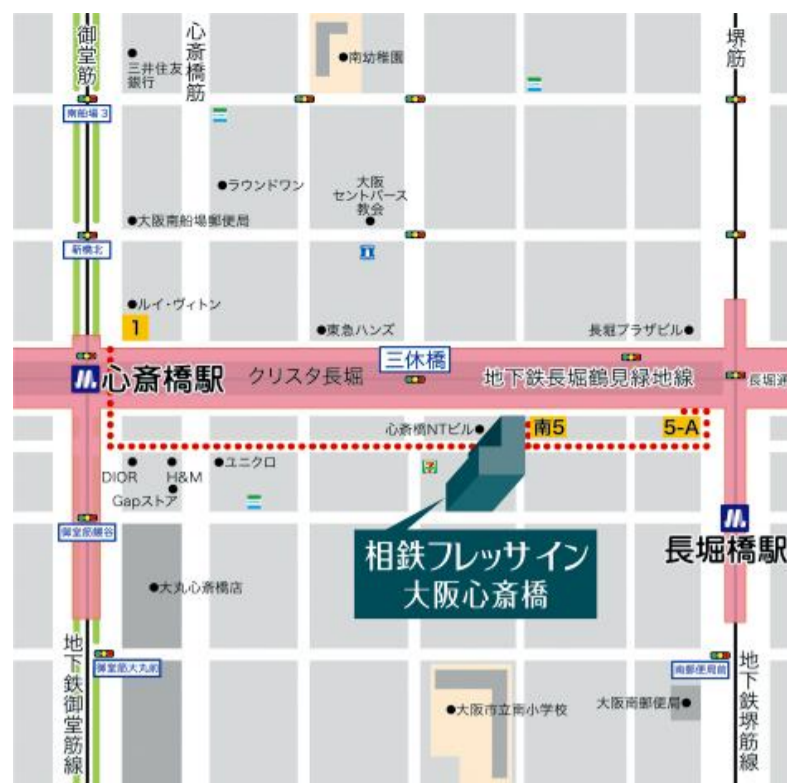 御堂筋
心斎橋筋
堺筋
三井住友
銀行
南幼稚園
南船場3
ラウンドワン
大阪
セントパース
教会
大阪南船場郵便局
新橋北
ルイ・ヴィトン
1
東急ハンズ
長堀プラザビル
三休橋
心斎橋駅
クリスタ長堀
地下鉄長堀鶴見緑地線
長堀通
心斎橋NTビル
南5
5-A
DIOR
H&M
ユニクロ
7
Gapストア
御堂筋鰻谷
長堀橋駅
相鉄フレッサイン
大阪心斎橋
大丸心斎橋店
御堂筋大丸前
南郵便局前
地下鉄御堂筋線
地下鉄堺筋線
大阪市立南小学校
大阪南郵便局